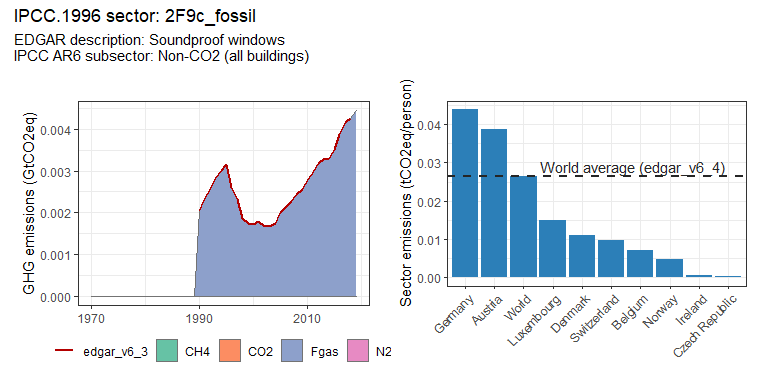 IPCC.1996 sector: 2F9c_fossil
EDGAR description: Soundproof windows
IPCC AR6 subsector: Non-CO2 (all buildings)
GHG emissions (GtCO2eq)
0.004
0.003
0.002
0.001
0.000
1970
1990
2010
edgar_v6_3
CH4
CO2
Fgas
N2
Sector emissions (tCO2eq/person)
0.04
0.03
0.01
0.00
World average (edgar_v6_4)
Germany
Austria
World
Luxembourg
Denmark
Switzerland
Belgium
Norway
Ireland
Czech Republic